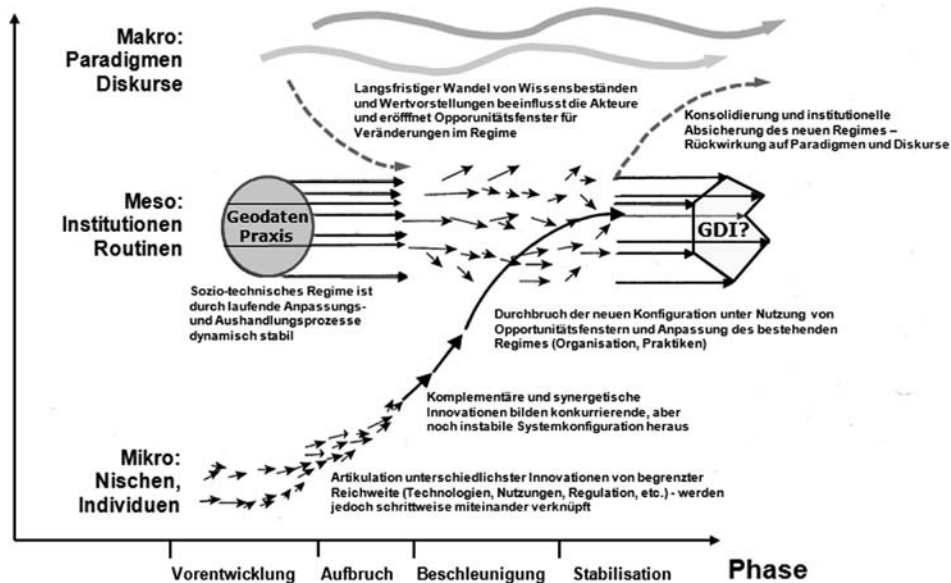 Makro:
Paradigmen
Diskurse
Langsfristiger Wandel von Wissensbeständen
und Wertvorstellungen beeinflusst die Akteure
und eröfffnet Opporunitätsfenster für
Veränderungen im Regime
Konsolidierung und institutionelle
Absicherung des neuen Regimes –
Rückwirkung auf Paradigmen und Diskurse
Meso:
Institutionen
Routinen
Geodaten
Praxis
GDI?
Sozio-technisches Regime ist
durch laufende Anpassungs-
und Aushandlungsprozesse
dynamisch stabil
Durchbruch der neuen Konfiguration unter Nutzung von
Opportunitätsfenstern und Anpassung des bestehenden
Regimes (Organisation, Praktiken)
Komplementäre und synergetische
Innovationen bilden konkurrierende, aber
noch instabile Systemkonfiguration heraus
Mikro:
Nischen,
Individuen
Artikulation unterschiedlichster Innovationen von begrenzter
Reichweite (Technologien, Nutzungen, Regulation, etc.) - werden
jedoch schrittweise miteinander verknüpft
Vorentwicklung
Aufbruch
Beschleunigung
Stabilisation
Phase